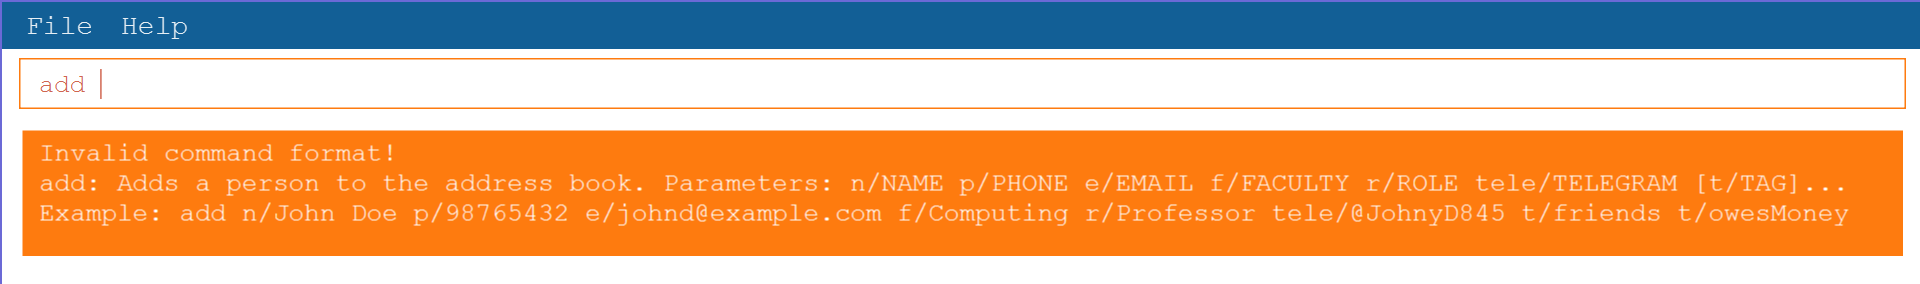 File Help
add
Invalid command format!
add: Adds a person to the address book. Parameters: n/NAME p/PHONE e/EMAIL f/FACULTY r/ROLE tele/TELEGRAM [t/TAG]...
Example: add n/John Doe p/98765432 e/johnd@example.com f/Computing r/Professor tele/@JohnyD845 t/friends t/owesMoney